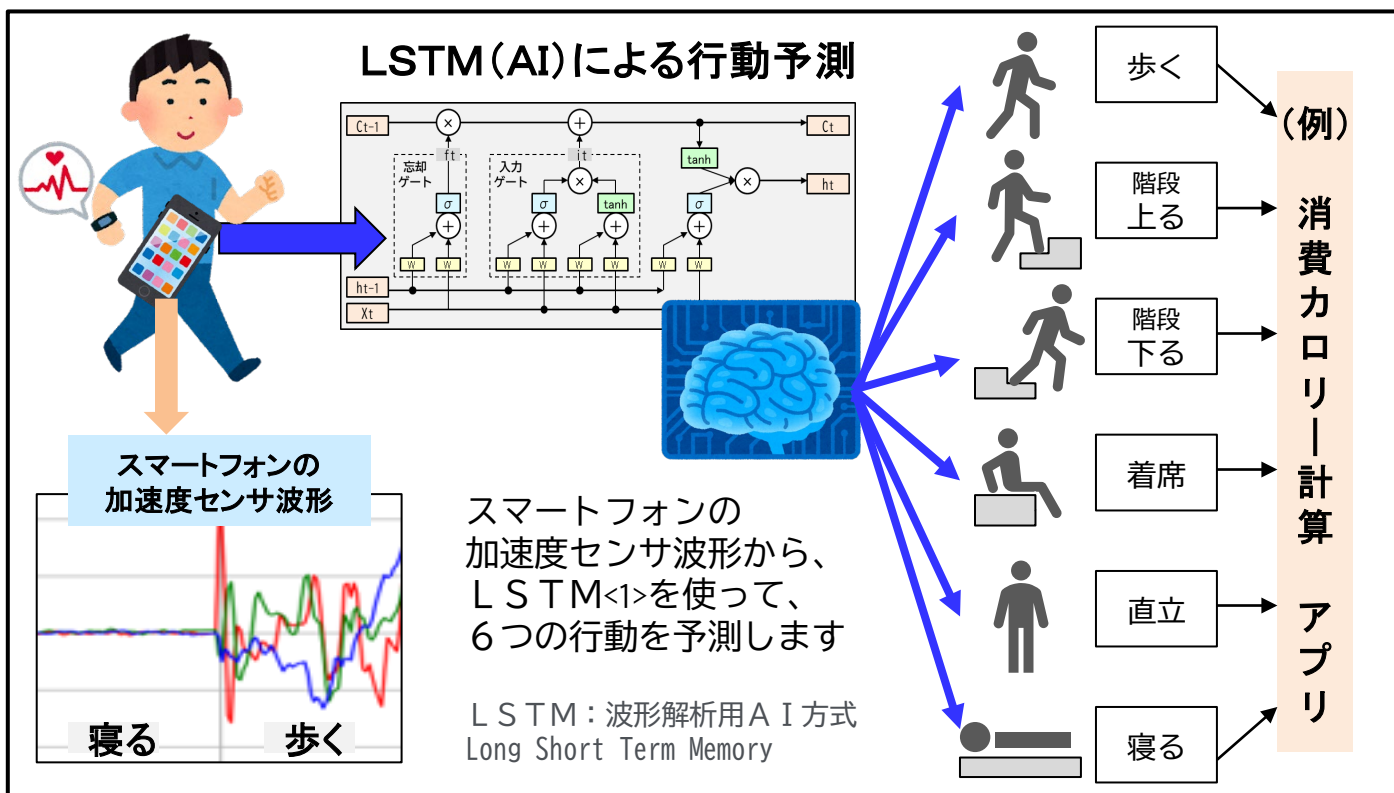 LSTM(AI)による行動予測
Ct-1
×
+
Ct
忘却
ゲート
ft
入力
ゲート
it
tanh
×
×
ht
σ
σ
tanh
σ
+
+
+
+
W
W
W
W
W
W
W
W
ht-1
Xt
スマートフォンの
加速度センサ波形
寝る
歩く
スマートフォンの
加速度センサ波形から、
LSTM<1>を使って、
6つの行動を予測します
LSTM:波形解析用AI方式
Long Short Term Memory
歩く
階段
上る
階段
下る
着席
直立
寝る
(例)
消費カロリー計算 アプリ